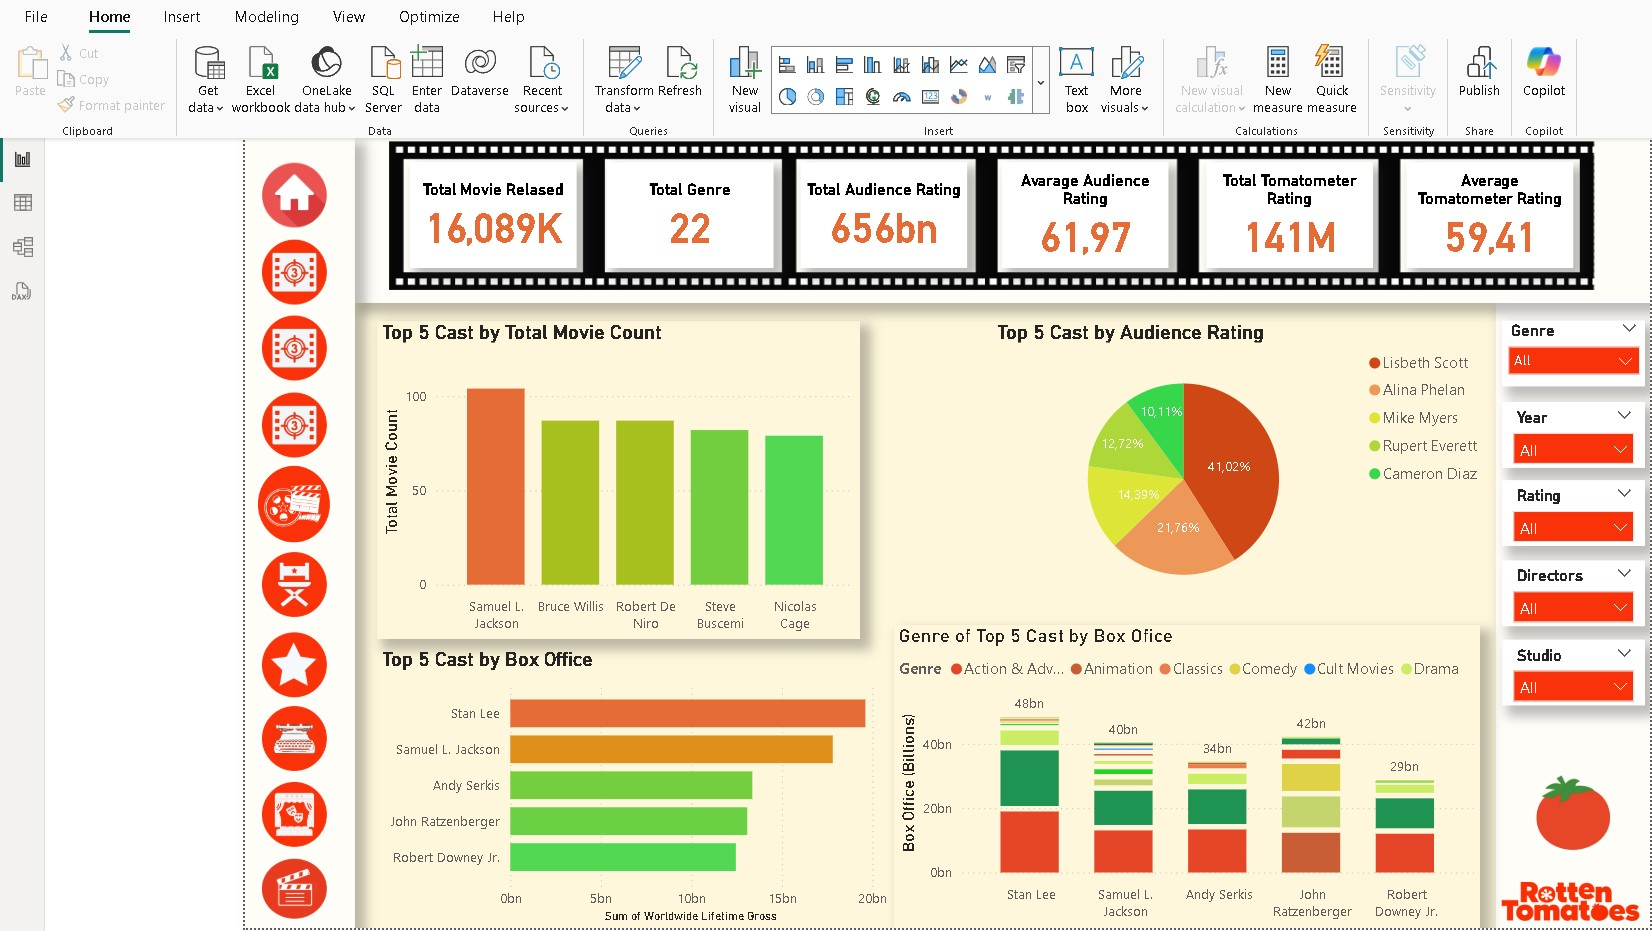 File Home Insert Modeling View Optimize Help
Paste
Cut
Copy
Format painter
Get data
Excel workbook
OneLake data hub
SQL Server
Enter data
Dataverse
Recent sources
Transform data
Refresh
New visual
123
A
Text box
More visuals
New visual calculation
New measure
Quick measure
Sensitivity
Publish
Copilot
Clipboard
Data
Queries
Insert
Calculations
Sensitivity
Share
Copilot
DAX
3
3
3
Total Movie Relased
16,089K
Total Genre
22
Total Audience Rating
656bn
Avarage Audience
Rating
61,97
Total Tomatometer
Rating
141M
Average
Tomatometer Rating
59,41
Top 5 Cast by Total Movie Count
Total Movie Count
100
50
0
Samuel L.
Jackson
Bruce Willis
Robert De
Niro
Steve
Buscemi
Nicolas
Cage
Top 5 Cast by Audience Rating
41,02%
21,76%
14,39%
12,72%
10,11%
Lisbeth Scott
Alina Phelan
Mike Myers
Rupert Everett
Cameron Diaz
Top 5 Cast by Box Office
Stan Lee
Samuel L. Jackson
Andy Serkis
John Ratzenberger
Robert Downey Jr.
0bn 5bn 10bn 15bn 20bn
Sum of Worldwide Lifetime Gross
Genre of Top 5 Cast by Box Ofice
Genre Action & Adv... Animation Classics Comedy Cult Movies Drama
Box Office (Billions)
40bn
20bn
0bn
48bn
40bn
34bn
42bn
29bn
Stan Lee
Samuel L.
Jackson
Andy Serkis
John
Ratzenberger
Robert
Downey Jr.
Genre
All
Year
All
Rating
All
Directors
All
Studio
All
Rotten
Tomatoes